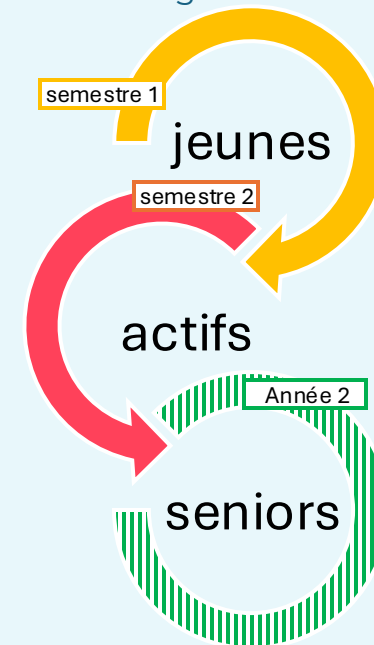 semestre 1
jeunes
semestre 2
actifs
Année 2
seniors